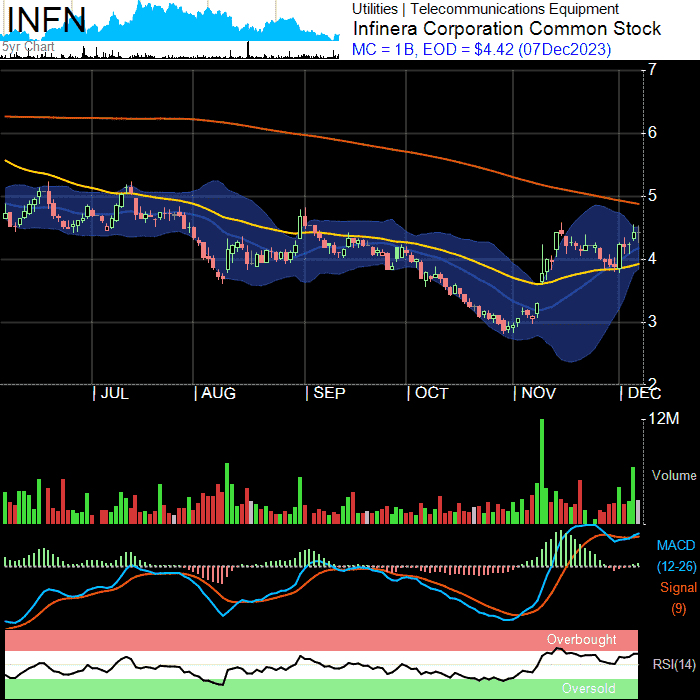 INFN
5yr Chart
Utilities | Telecommunications Equipment
Infinera Corporation Common Stock
MC = 1B, EOD = $4.42 (07Dec2023)
7
6
5
4
3
2
| JUL | AUG | SEP | OCT | NOV | DEC
12M
Volume
MACD
(12-26)
Signal
(9)
Overbought
RSI(14)
Oversold